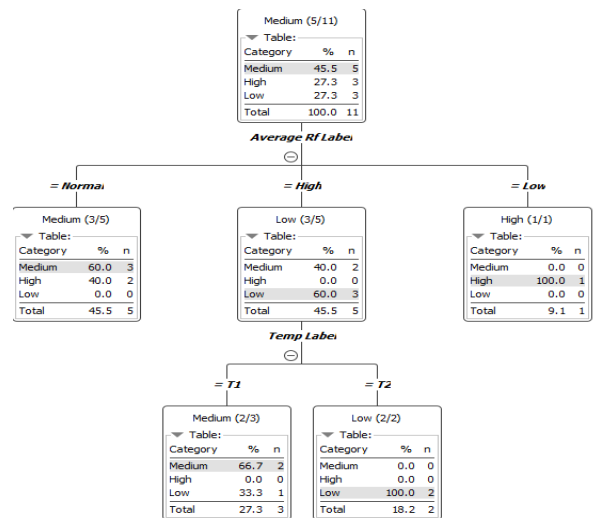 Medium (5/11)
Table:
Category % n
Medium 45.5 5
High 27.3 3
Low 27.3 3
Total 100.0 11
Average Rf Label
= Normal
= High
= Low
Medium (3/5)
Table:
Category % n
Medium 60.0 3
High 40.0 2
Low 0.0 0
Total 45.5 5
Low (3/5)
Table:
Category % n
Medium 40.0 2
High 0.0 0
Low 60.0 3
Total 45.5 5
High (1/1)
Table:
Category % n
Medium 0.0 0
High 100.0 1
Low 0.0 0
Total 9.1 1
Temp Label
= T1
= T2
Medium (2/3)
Table:
Category % n
Medium 66.7 2
High 0.0 0
Low 33.3 1
Total 27.3 3
Low (2/2)
Table:
Category % n
Medium 0.0 0
High 0.0 0
Low 100.0 2
Total 18.2 2